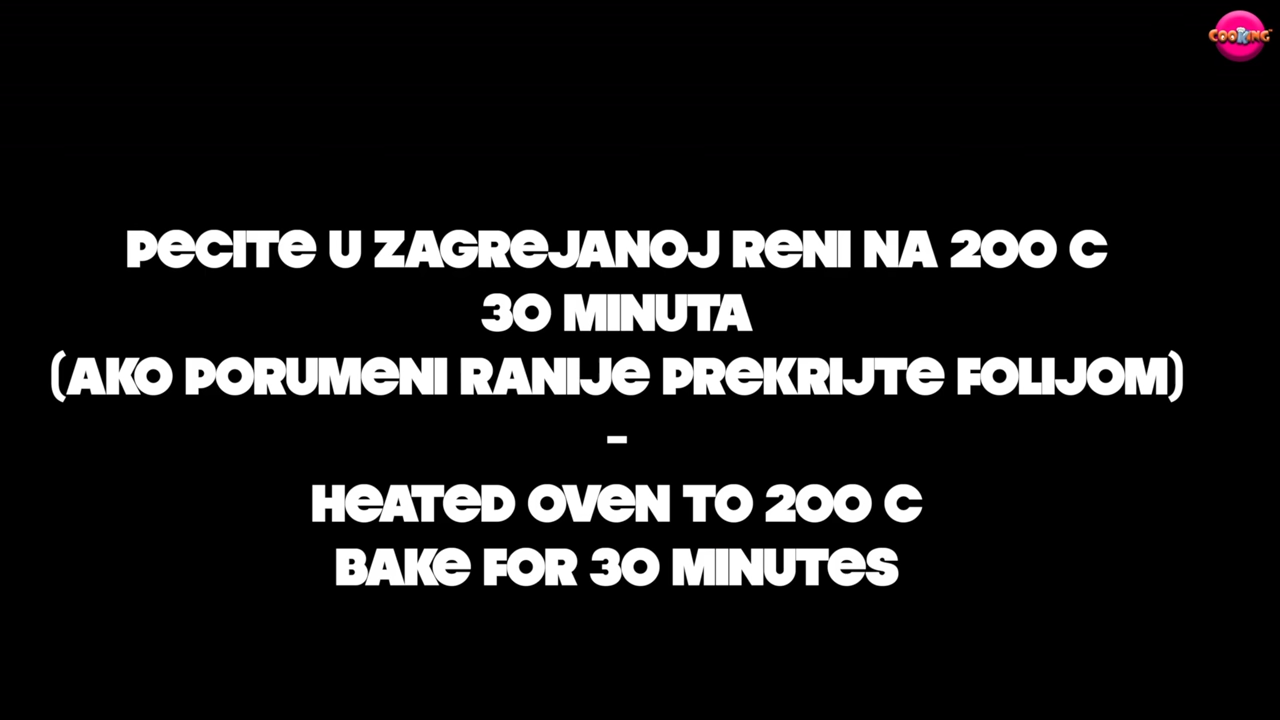 COOKING
PeCITe U ZAGReJANOJ ReNI NA 200 C
30 MINUTA
(AKO PORUMeNI RANIJe PReKRIJTe FOLIJOM)
-
HeATeD OVeN TO 200 C
BAKe FOR 30 MINUTeS